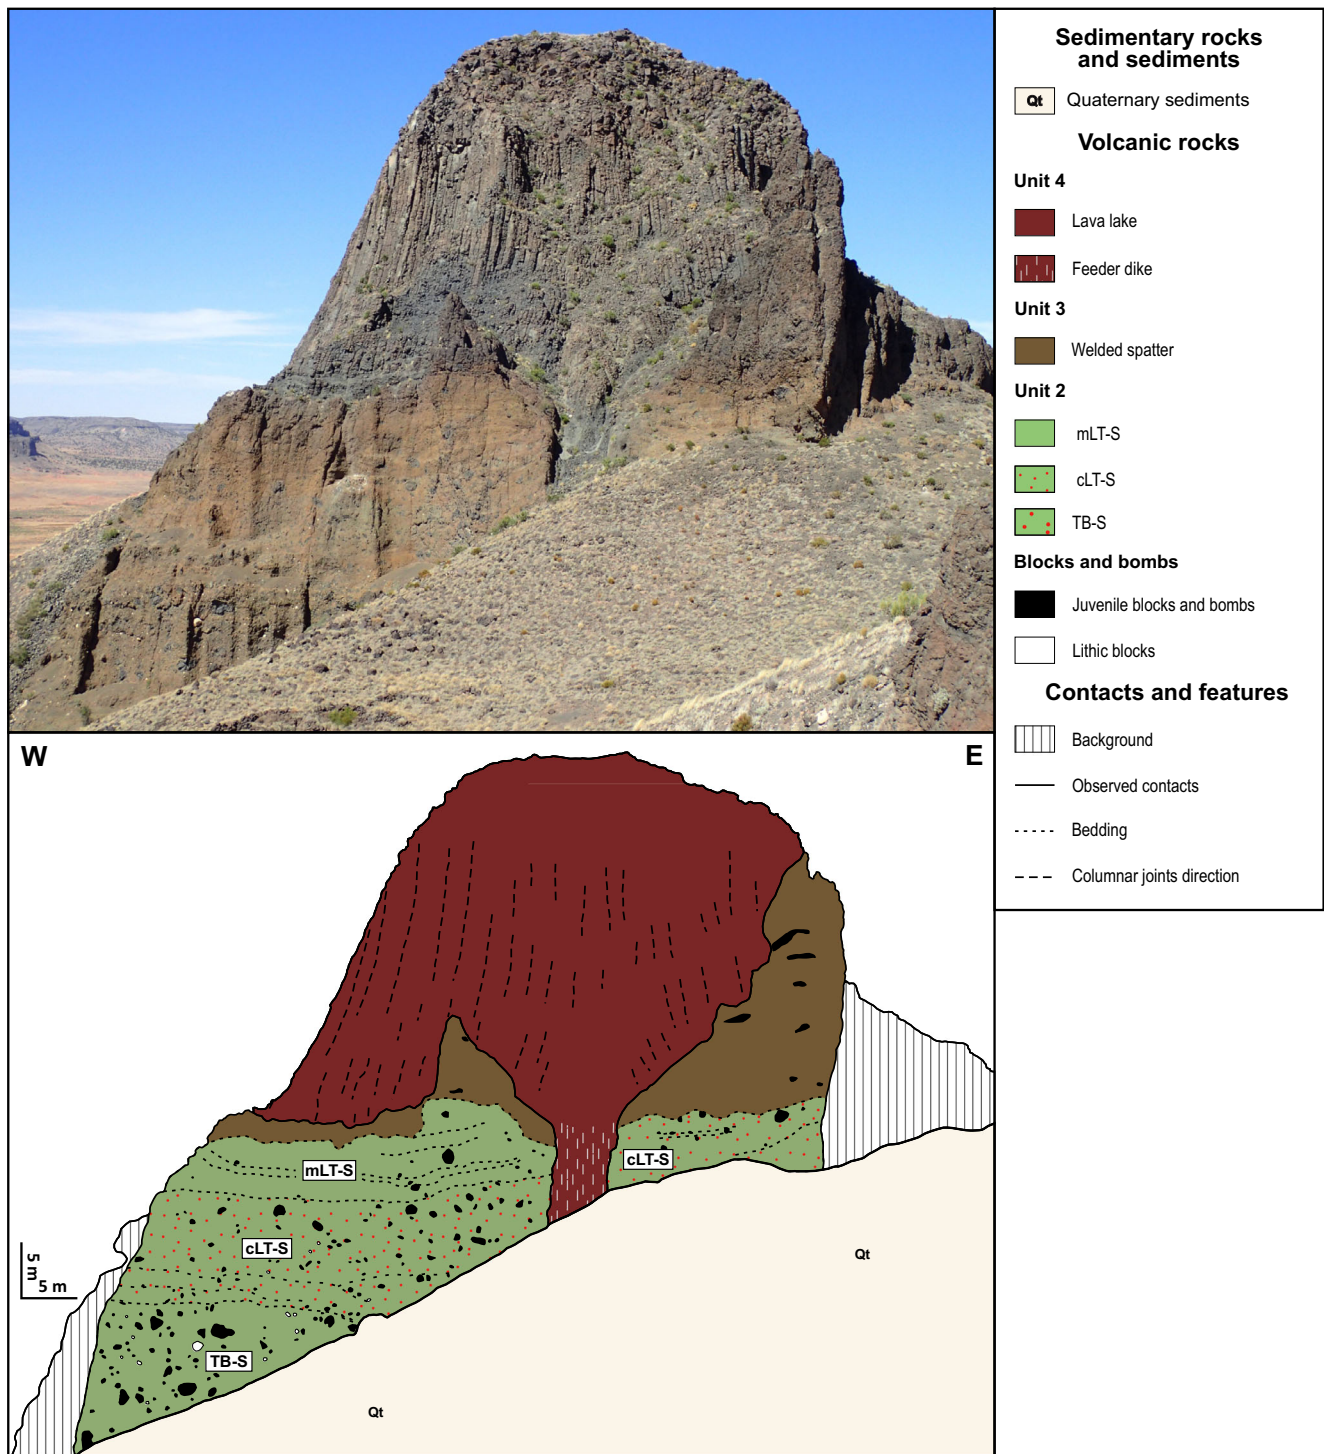 Sedimentary rocks
and sediments
Qt Quaternary sediments
Volcanic rocks
Unit 4
Lava lake
Feeder dike
Unit 3
Welded spatter
Unit 2
mLT-S
cLT-S
TB-S
Blocks and bombs
Juvenile blocks and bombs
Lithic blocks
Contacts and features
Background
Observed contacts
Bedding
Columnar joints direction
W E
mLT-S
cLT-S
cLT-S
TB-S
5 m
5 m
Qt
Qt